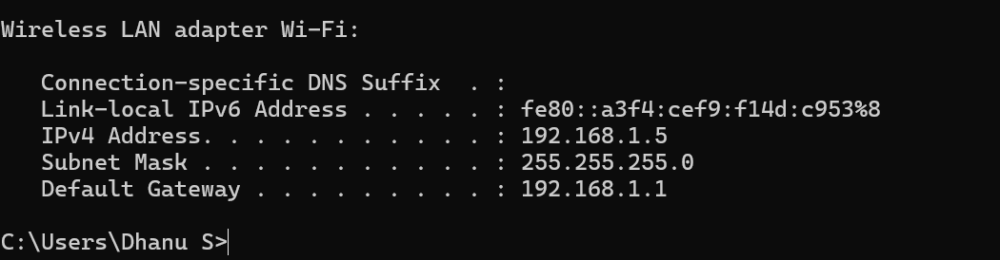 Wireless LAN adapter Wi-Fi:
Connection-specific DNS Suffix  . :
Link-local IPv6 Address . . . . . : fe80::a3f4:cef9:f14d:c953%8
IPv4 Address. . . . . . . . . . . : 192.168.1.5
Subnet Mask . . . . . . . . . . . : 255.255.255.0
Default Gateway . . . . . . . . . : 192.168.1.1
C:\Users\Dhanu S>